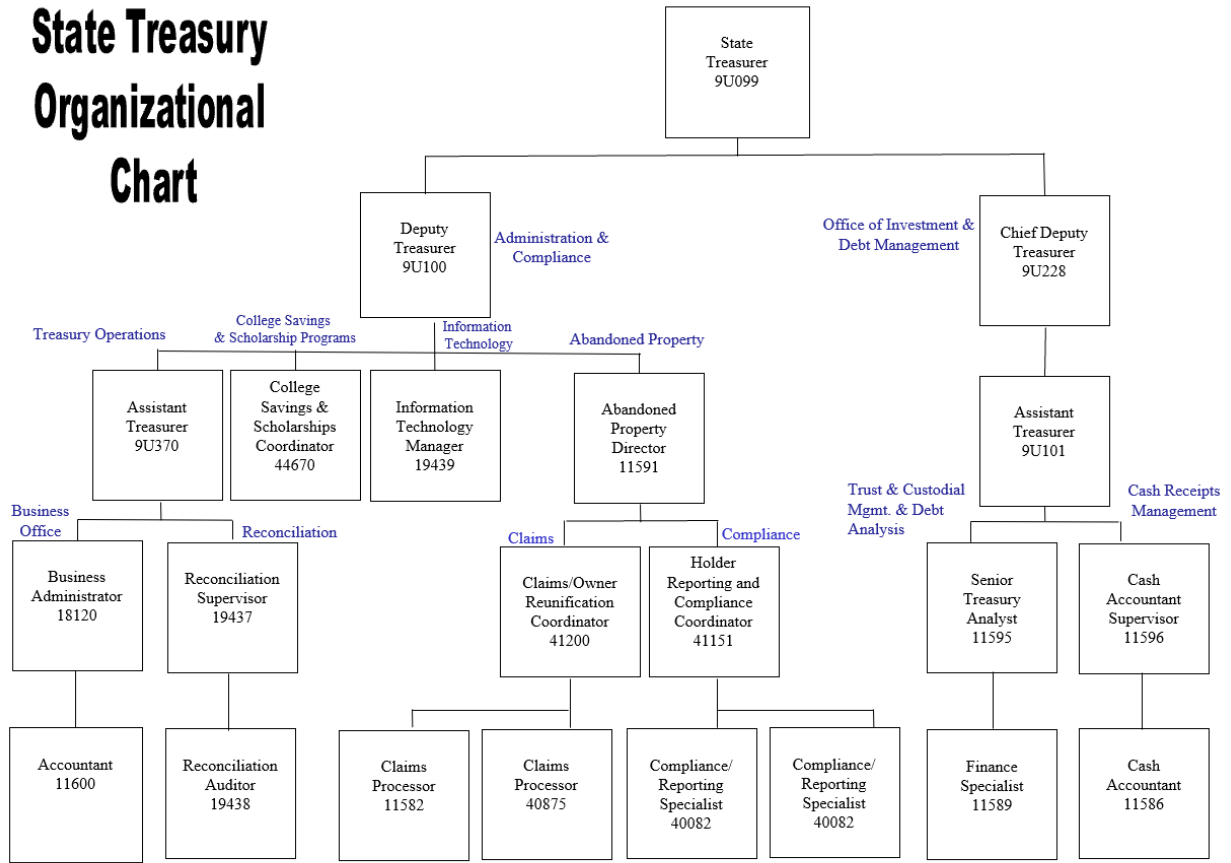 State Treasury
Organizational
Chart
State
Treasurer
9U099
Deputy
Treasurer
9U100
Administration &
Compliance
Office of Investment &
Debt Management
Chief Deputy
Treasurer
9U228
Treasury Operations
College Savings
& Scholarship Programs
Information
Technology
Abandoned Property
Assistant
Treasurer
9U370
College
Savings &
Scholarships
Coordinator
44670
Information
Technology
Manager
19439
Abandoned
Property
Director
11591
Assistant
Treasurer
9U101
Business
Office
Reconciliation
Claims
Compliance
Trust & Custodial
Mgmt. & Debt
Analysis
Cash Receipts
Management
Business
Administrator
18120
Reconciliation
Supervisor
19437
Claims/Owner
Reunification
Coordinator
41200
Holder
Reporting and
Compliance
Coordinator
41151
Senior
Treasury
Analyst
11595
Cash
Accountant
Supervisor
11596
Accountant
11600
Reconciliation
Auditor
19438
Claims
Processor
11582
Claims
Processor
40875
Compliance/
Reporting
Specialist
40082
Compliance/
Reporting
Specialist
40082
Finance
Specialist
11589
Cash
Accountant
11586